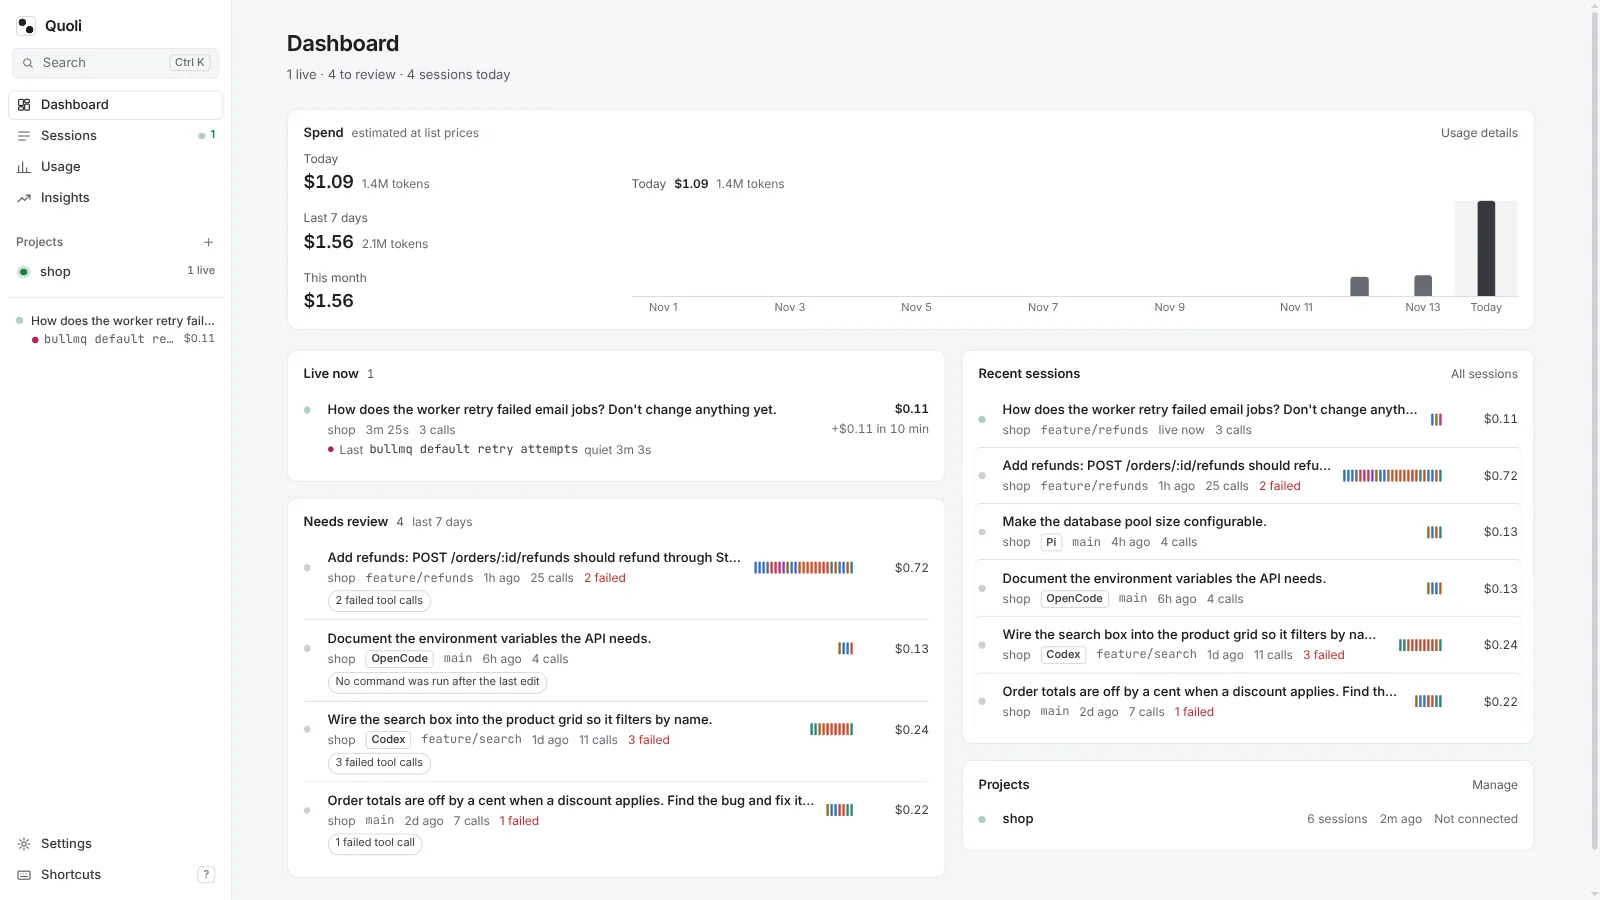 Quoli
Search Ctrl K
Dashboard
Sessions 1
Usage
Insights
Projects +
shop 1 live
How does the worker retry fail...
bullmq default re… $0.11
Settings
Shortcuts ?
Dashboard
1 live · 4 to review · 4 sessions today
Spend estimated at list prices Usage details
Today
$1.09 1.4M tokens
Last 7 days
$1.56 2.1M tokens
This month
$1.56
Today $1.09 1.4M tokens
Nov 1 Nov 3 Nov 5 Nov 7 Nov 9 Nov 11 Nov 13 Today
Live now 1
How does the worker retry failed email jobs? Don't change anything yet. $0.11
shop 3m 25s 3 calls +$0.11 in 10 min
Last bullmq default retry attempts quiet 3m 3s
Needs review 4 last 7 days
Add refunds: POST /orders/:id/refunds should refund through St... $0.72
shop feature/refunds 1h ago 25 calls 2 failed
2 failed tool calls
Document the environment variables the API needs. $0.13
shop OpenCode main 6h ago 4 calls
No command was run after the last edit
Wire the search box into the product grid so it filters by name. $0.24
shop Codex feature/search 1d ago 11 calls 3 failed
3 failed tool calls
Order totals are off by a cent when a discount applies. Find the bug and fix it... $0.22
shop main 2d ago 7 calls 1 failed
1 failed tool call
Recent sessions All sessions
How does the worker retry failed email jobs? Don't change anyth... $0.11
shop feature/refunds live now 3 calls
Add refunds: POST /orders/:id/refunds should refu... $0.72
shop feature/refunds 1h ago 25 calls 2 failed
Make the database pool size configurable. $0.13
shop Pi main 4h ago 4 calls
Document the environment variables the API needs. $0.13
shop OpenCode main 6h ago 4 calls
Wire the search box into the product grid so it filters by na... $0.24
shop Codex feature/search 1d ago 11 calls 3 failed
Order totals are off by a cent when a discount applies. Find th... $0.22
shop main 2d ago 7 calls 1 failed
Projects Manage
shop 6 sessions 2m ago Not connected